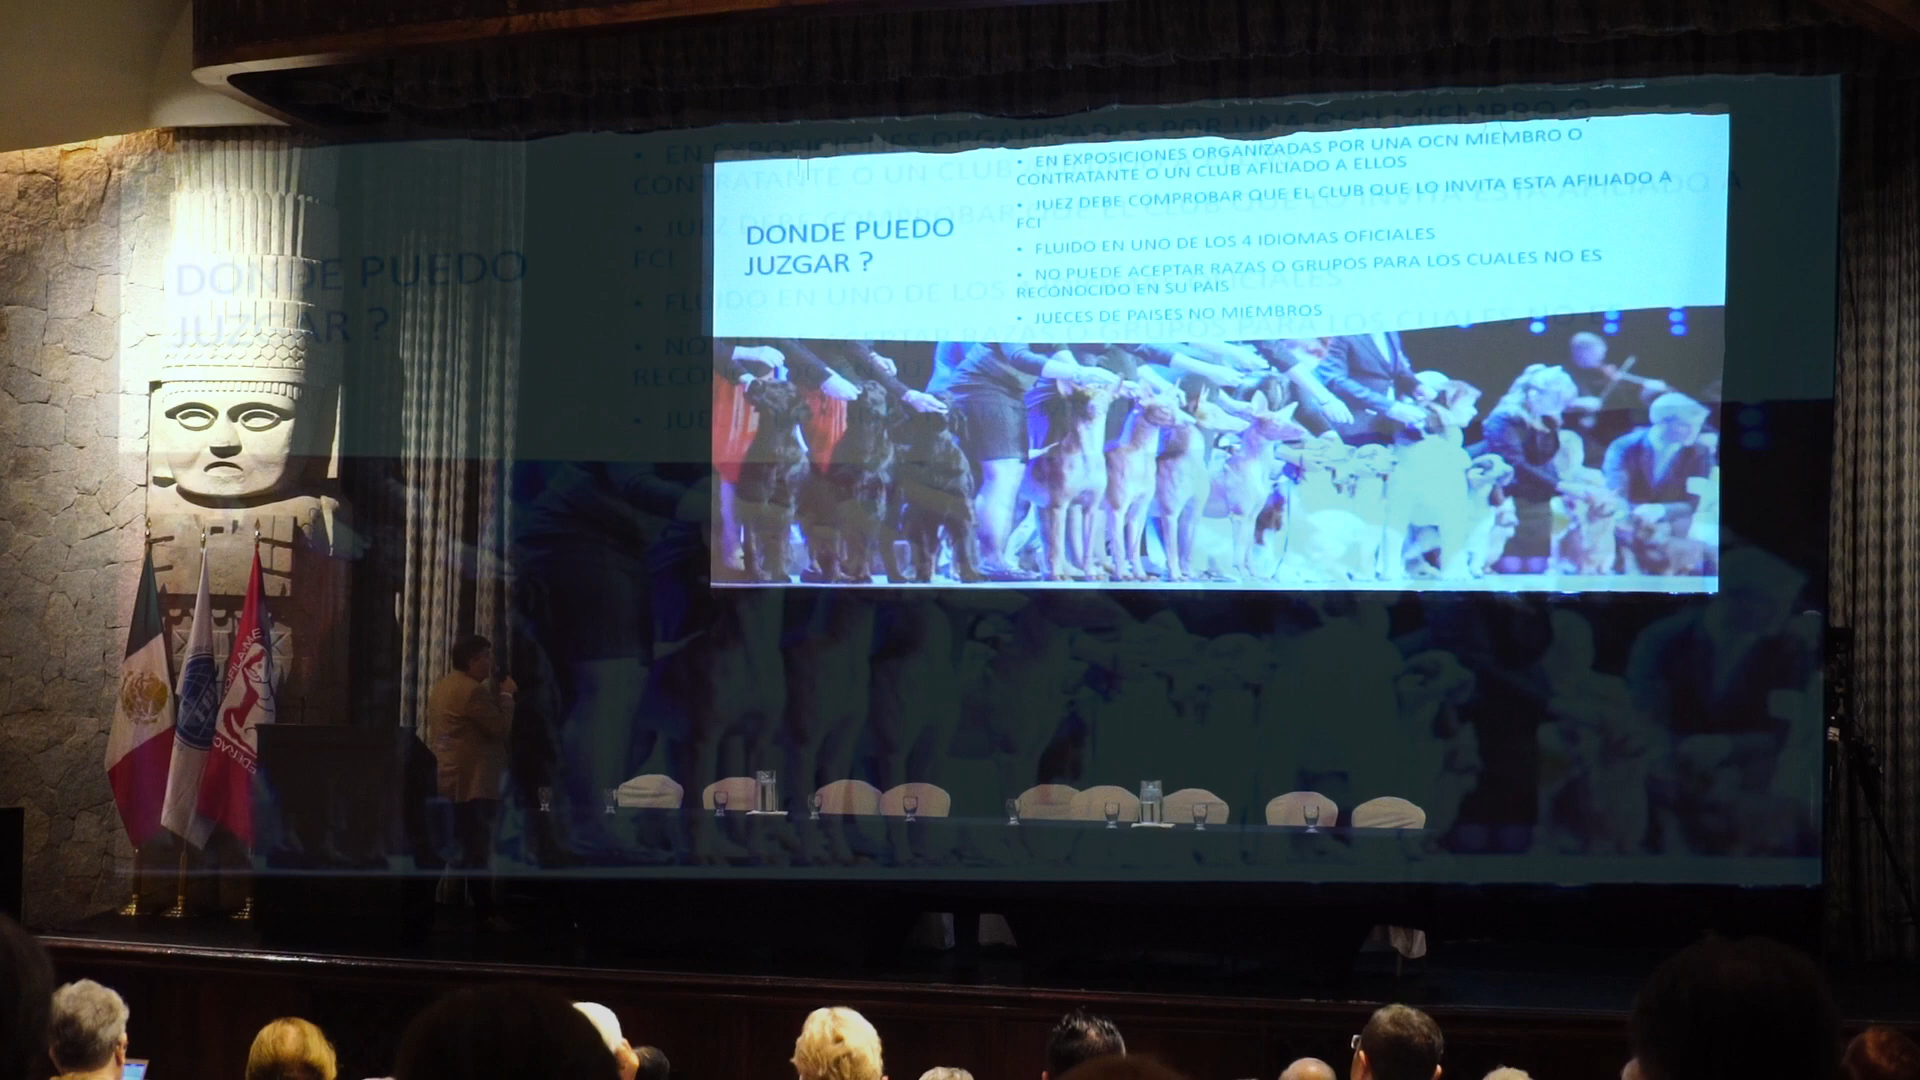 DONDE PUEDO
JUZGAR ?
• EN EXPOSICIONES ORGANIZADAS POR UNA OCN MIEMBRO O
CONTRATANTE O UN CLUB AFILIADO A ELLOS
• JUEZ DEBE COMPROBAR QUE EL CLUB QUE LO INVITA ESTA AFILIADO A
FCI
• FLUIDO EN UNO DE LOS 4 IDIOMAS OFICIALES
• NO PUEDE ACEPTAR RAZAS O GRUPOS PARA LOS CUALES NO ES
RECONOCIDO EN SU PAIS
• JUECES DE PAISES NO MIEMBROS